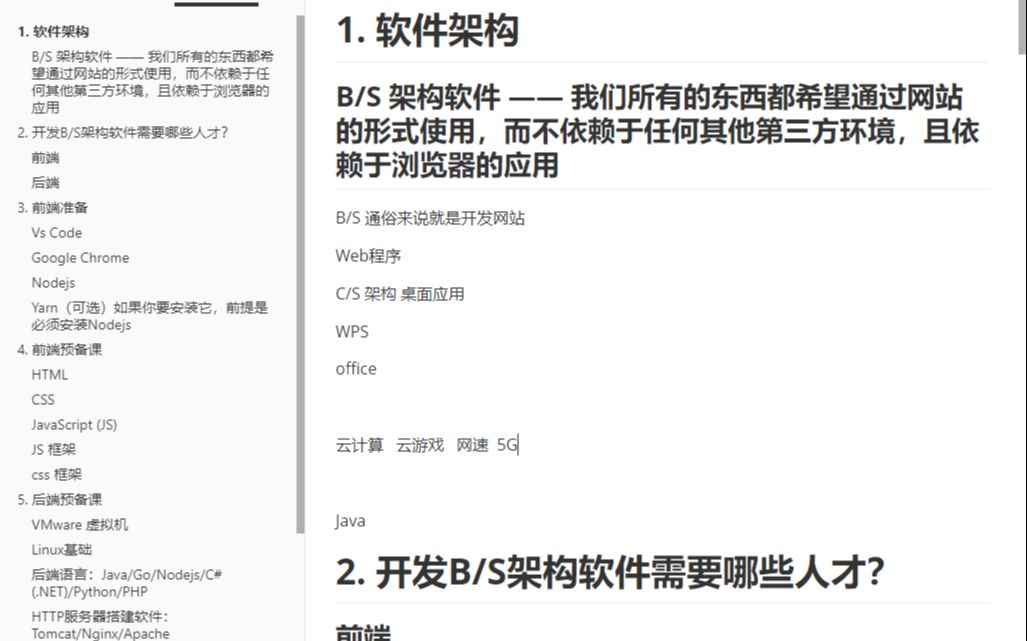 1. 软件架构
B/S 架构软件 —— 我们所有的东西都希
望通过网站的形式使用，而不依赖于任
何其他第三方环境，且依赖于浏览器的
应用
2. 开发B/S架构软件需要哪些人才？
前端
后端
3. 前端准备
Vs Code
Google Chrome
Nodejs
Yarn（可选）如果你要安装它，前提是
必须安装Nodejs
4. 前端预备课
HTML
CSS
JavaScript (JS)
JS 框架
css 框架
5. 后端预备课
VMware 虚拟机
Linux基础
后端语言：Java/Go/Nodejs/C#
(.NET)/Python/PHP
HTTP服务器搭建软件：
Tomcat/Nginx/Apache
1. 软件架构
B/S 架构软件 —— 我们所有的东西都希望通过网站
的形式使用，而不依赖于任何其他第三方环境，且依
赖于浏览器的应用
B/S 通俗来说就是开发网站
Web程序
C/S 架构 桌面应用
WPS
office
云计算 云游戏 网速 5G
Java
2. 开发B/S架构软件需要哪些人才？
前端